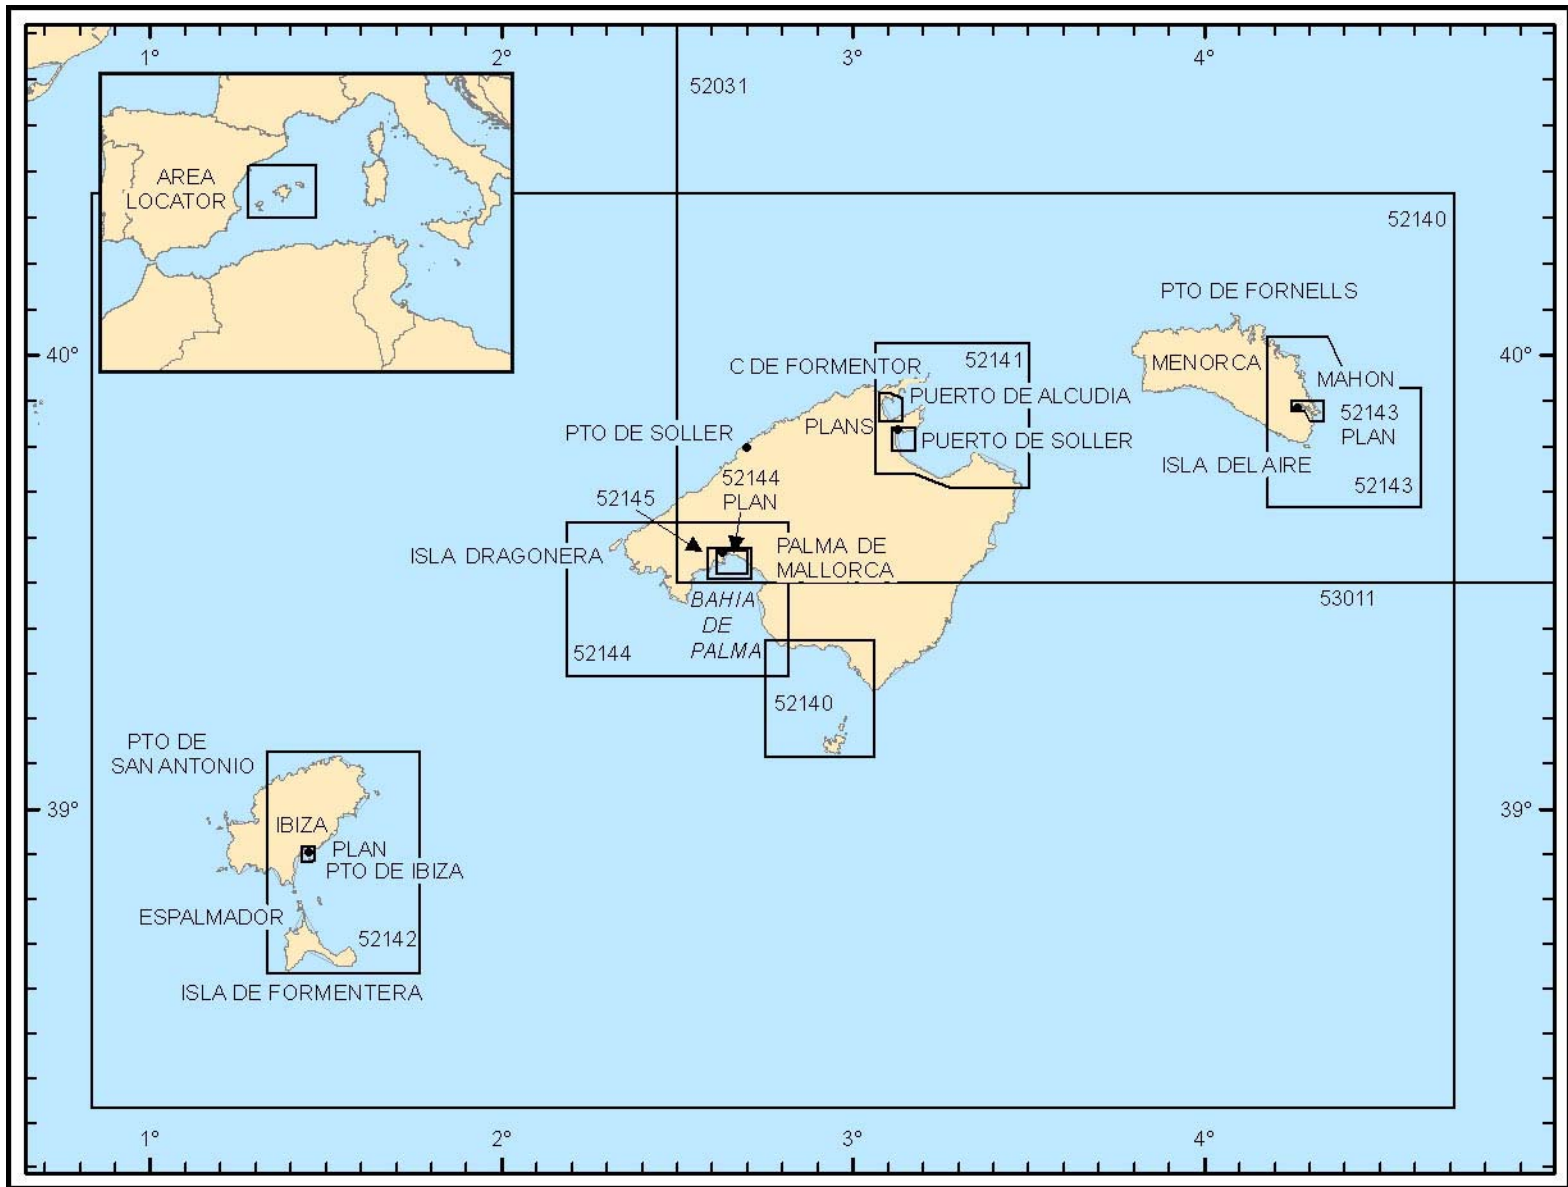 1°
2°
3°
4°
52031
AREA
LOCATOR
52140
PTO DE FORNELLS
40°
40°
C DE FORMENTOR
52141
MENORCA
MAHON
PUERTO DE ALCUDIA
PLANS
52143
PLAN
PTO DE SOLLER
PUERTO DE SOLLER
ISLA DEL AIRE
52143
52144
PLAN
52145
ISLA DRAGONERA
PALMA DE
MALLORCA
BAHIA
DE
PALMA
53011
52144
52140
PTO DE
SAN ANTONIO
39°
39°
IBIZA
PLAN
PTO DE IBIZA
ESPALMADOR
52142
ISLA DE FORMENTERA
1°
2°
3°
4°